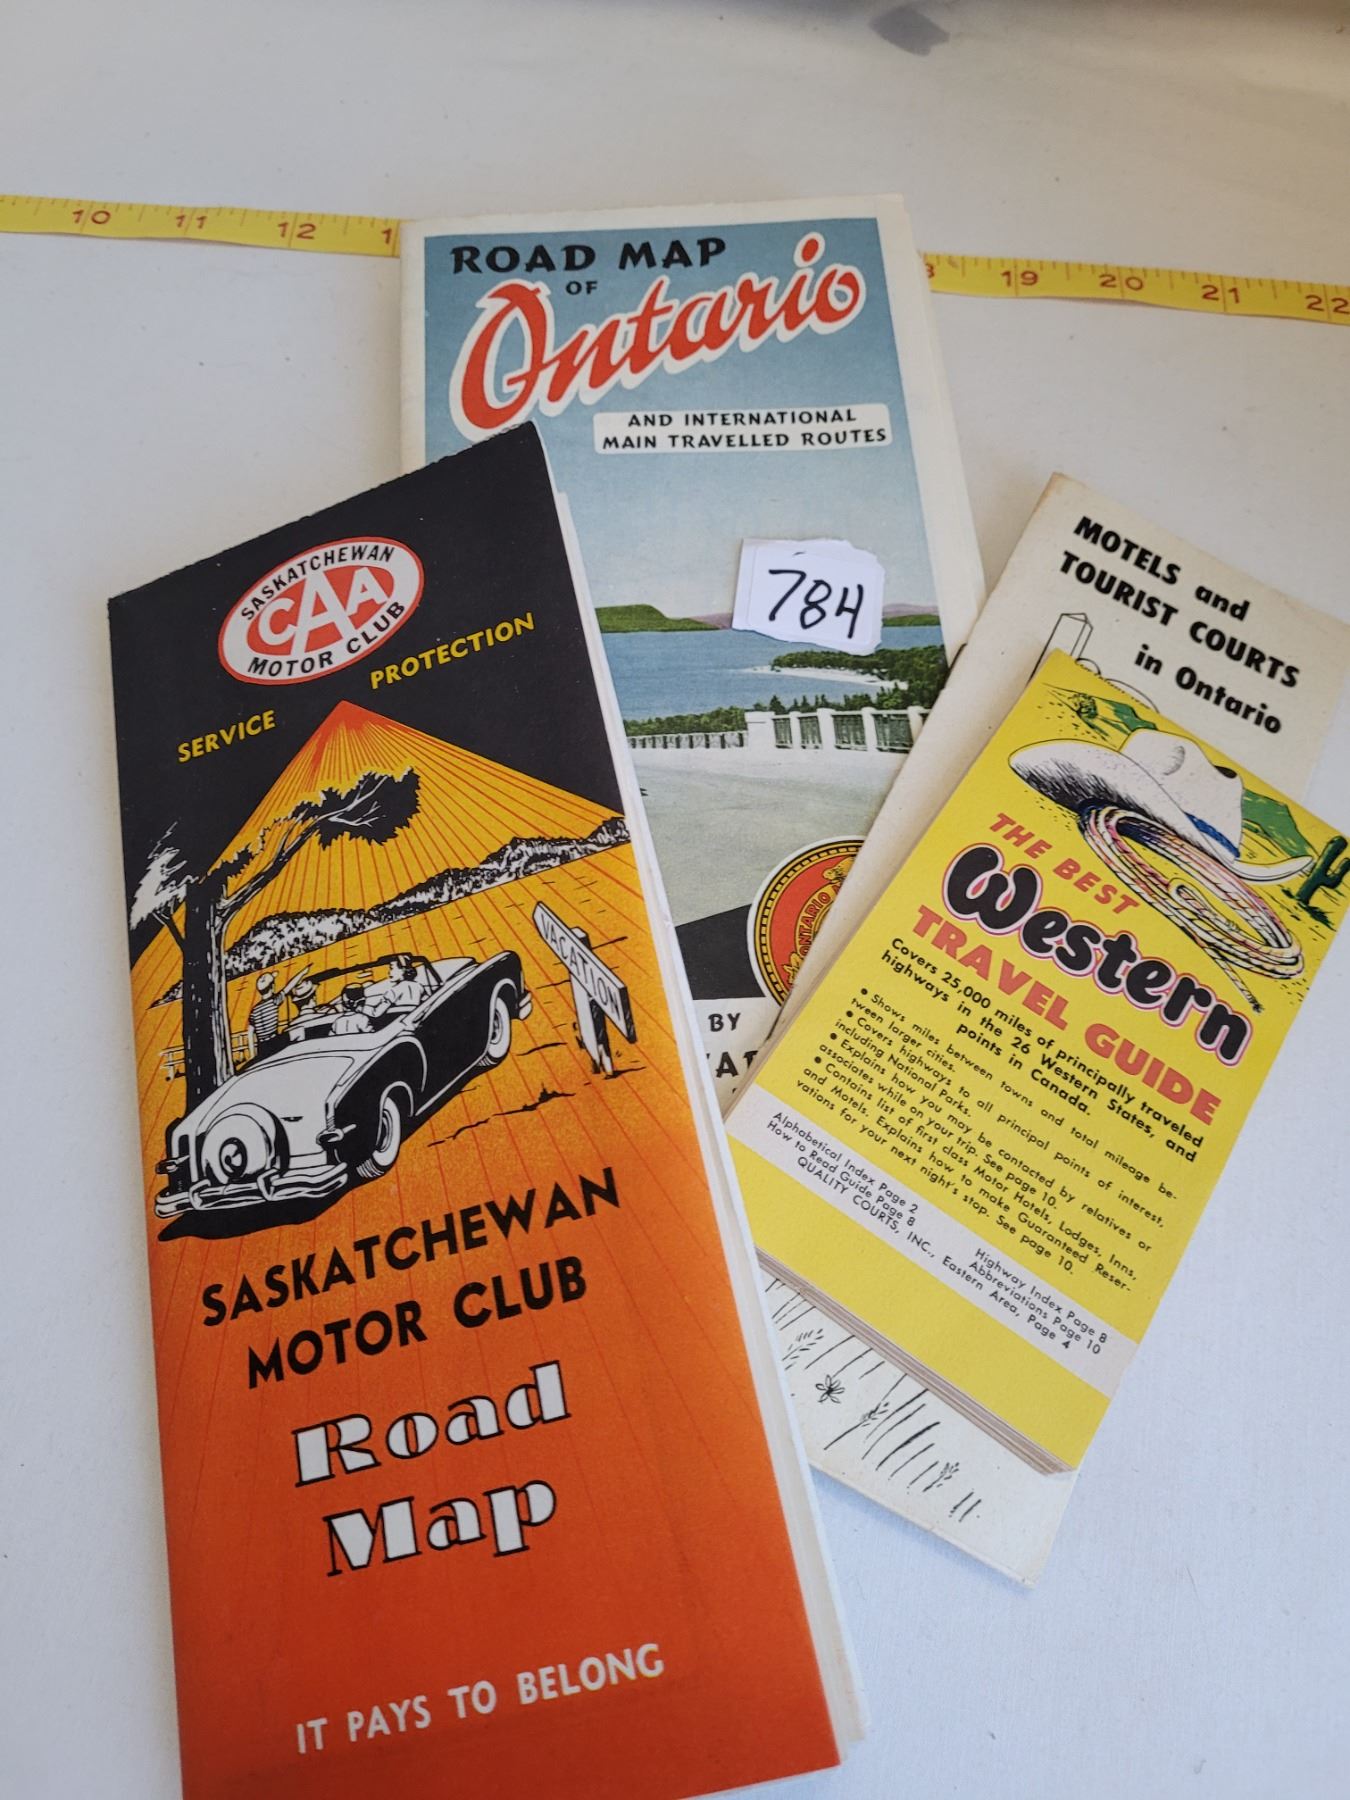 10 11 12 1
19 20 21 22
ROAD MAP
OF
Ontario
AND INTERNATIONAL
MAIN TRAVELLED ROUTES
784
ONTARIO
BY
SASKATCHEWAN
CAA
MOTOR CLUB
SERVICE
PROTECTION
VACATION
SASKATCHEWAN
MOTOR CLUB
Road
Map
IT PAYS TO BELONG
MOTELS and
TOURIST COURTS
in Ontario
THE BEST
Western
TRAVEL GUIDE
Covers 25,000 miles of principally traveled
highways in the 26 Western States, and
points in Canada.
• Shows miles between towns and total mileage be-
tween larger cities.
• Covers highways to all principal points of interest,
including National Parks.
• Explains how you may be contacted by relatives or
associates while on your trip. See page 10.
• Contains list of first class Motor Hotels, Lodges, Inns,
and Motels. Explains how to make Guaranteed Reser-
vations for your next night's stop. See page 10.
Alphabetical Index Page 2
Highway Index Page 8
How to Read Guide Page 8
Abbreviations Page 10
QUALITY COURTS, INC., Eastern Area, Page 4